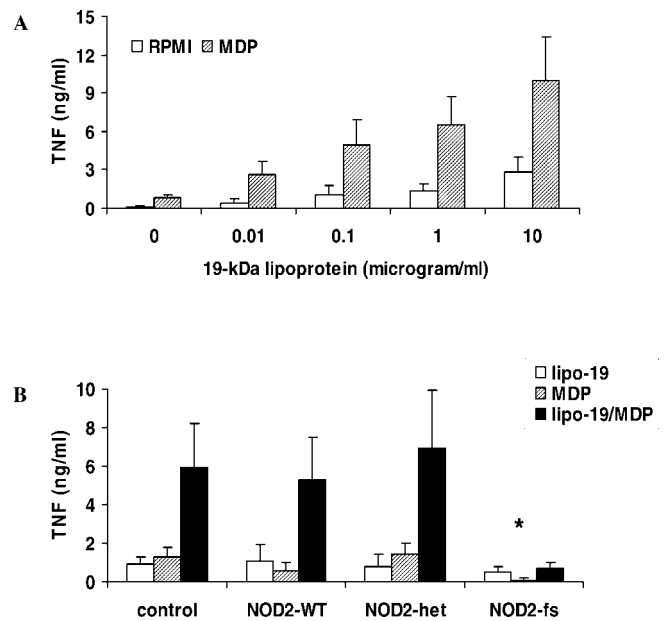 A
15
12
9
6
3
0
TNF (ng/ml)
RPMI MDP
0 0.01 0.1 1 10
19-kDa lipoprotein (microgram/ml)
B
lipo-19
MDP
lipo-19/MDP
10
8
6
4
2
0
TNF (ng/ml)
*
control NOD2-WT NOD2-het NOD2-fs